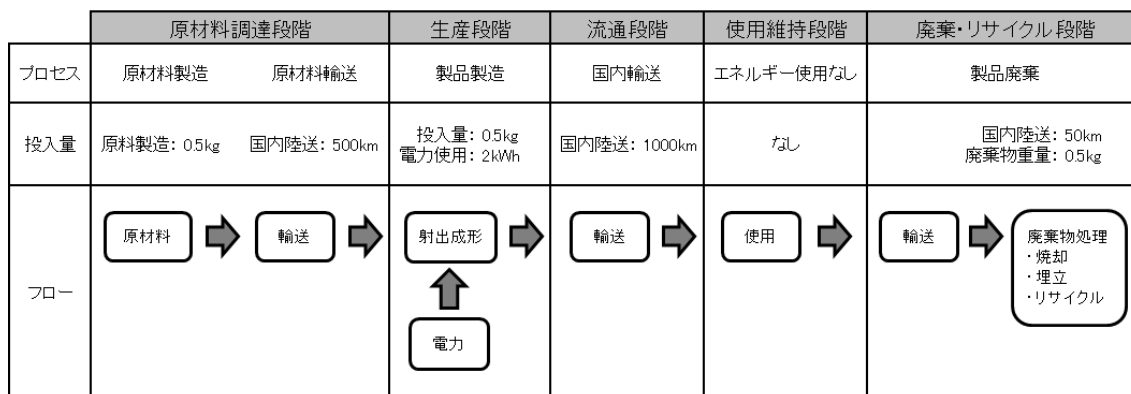 原材料調達段階
生産段階
流通段階
使用維持段階
廃棄・リサイクル段階
プロセス
原材料製造
原材料輸送
製品製造
国内輸送
エネルギー使用なし
製品廃棄
投入量
原料製造：0.5kg
国内陸送：500km
投入量：0.5kg
電力使用：2kWh
国内陸送：1000km
なし
国内陸送：50km
廃棄物重量：0.5kg
フロー
原材料
輸送
射出成形
輸送
使用
輸送
廃棄物処理
・焼却
・埋立
・リサイクル
電力